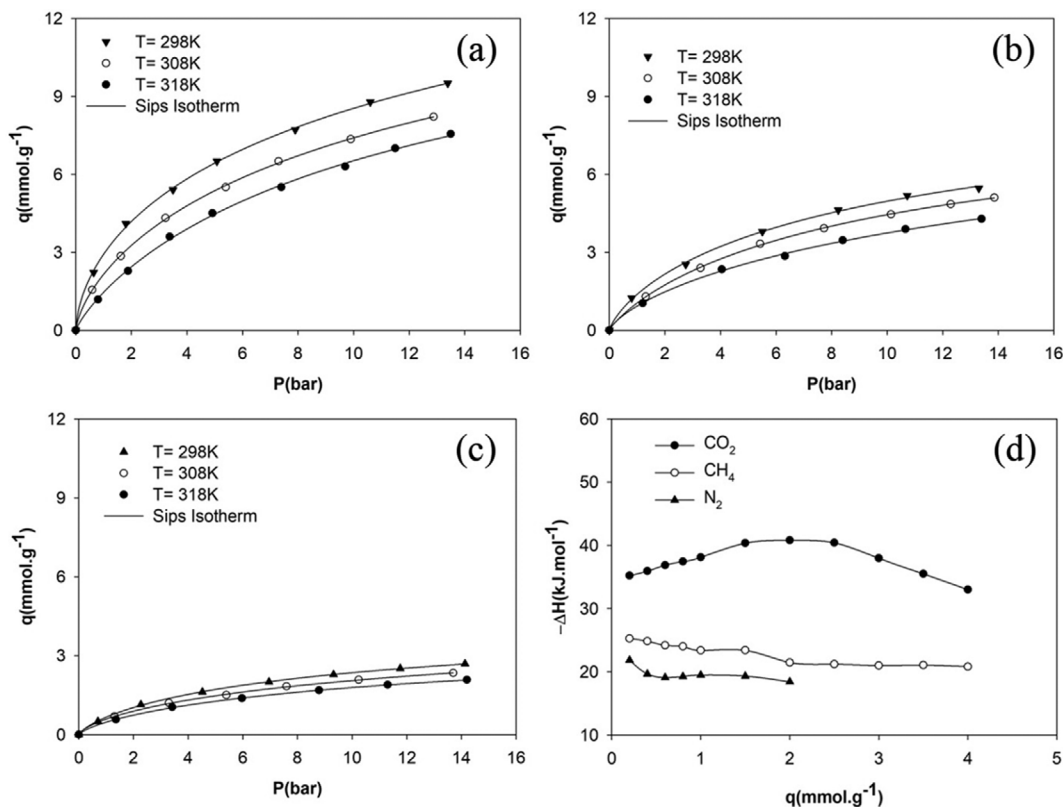 (a)
T= 298K
T= 308K
T= 318K
Sips Isotherm
q(mmol.g⁻¹)
12
9
6
3
0
0 2 4 6 8 10 12 14 16
P(bar)
(b)
T= 298K
T= 308K
T= 318K
Sips Isotherm
q(mmol.g⁻¹)
12
9
6
3
0
0 2 4 6 8 10 12 14 16
P(bar)
(c)
T= 298K
T= 308K
T= 318K
Sips Isotherm
q(mmol.g⁻¹)
12
9
6
3
0
0 2 4 6 8 10 12 14 16
P(bar)
(d)
CO₂
CH₄
N₂
−ΔH(kJ.mol⁻¹)
60
50
40
30
20
10
0 1 2 3 4 5
q(mmol.g⁻¹)